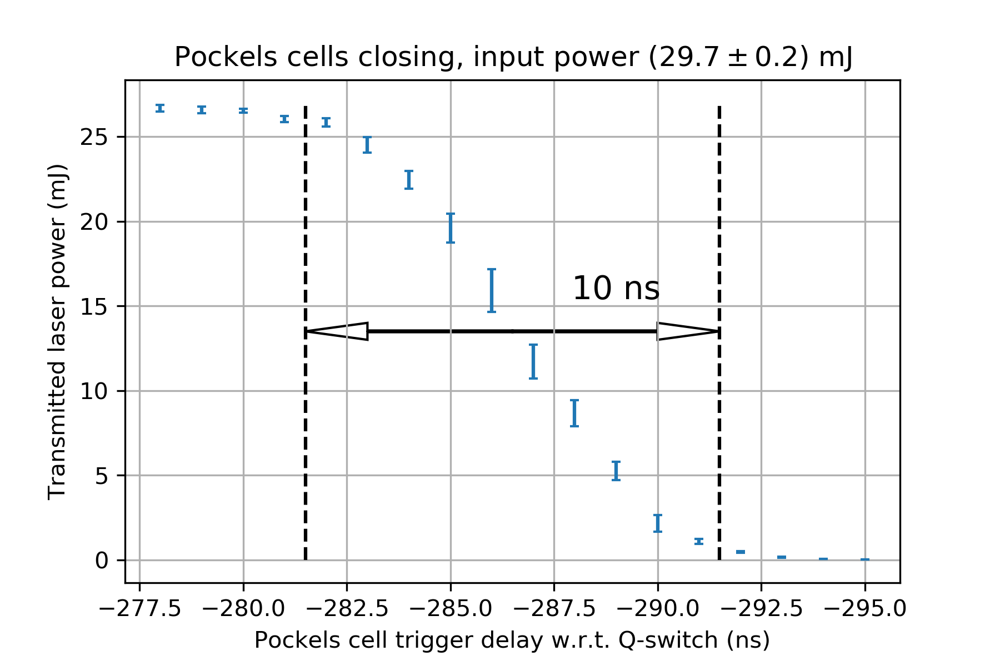 Pockels cells closing, input power (29.7 ± 0.2) mJ
Transmitted laser power (mJ)
25
20
15
10
5
0
10 ns
−277.5 −280.0 −282.5 −285.0 −287.5 −290.0 −292.5 −295.0
Pockels cell trigger delay w.r.t. Q-switch (ns)